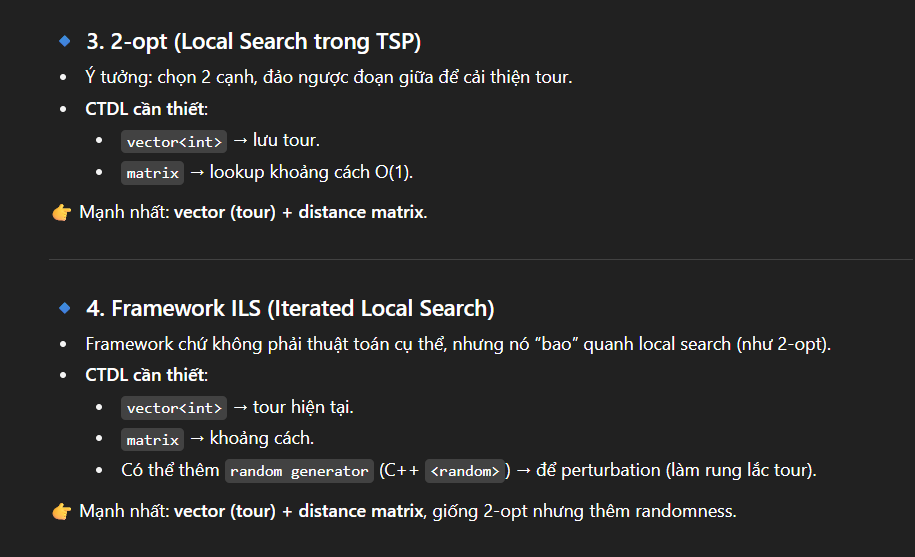 3. 2-opt (Local Search trong TSP)
Ý tưởng: chọn 2 cạnh, đảo ngược đoạn giữa để cải thiện tour.
CTDL cần thiết:
vector<int> → lưu tour.
matrix → lookup khoảng cách O(1).
👉 Mạnh nhất: vector (tour) + distance matrix.
4. Framework ILS (Iterated Local Search)
Framework chứ không phải thuật toán cụ thể, nhưng nó “bao” quanh local search (như 2-opt).
CTDL cần thiết:
vector<int> → tour hiện tại.
matrix → khoảng cách.
Có thể thêm random generator (C++ <random>) → để perturbation (làm rung lắc tour).
👉 Mạnh nhất: vector (tour) + distance matrix, giống 2-opt nhưng thêm randomness.